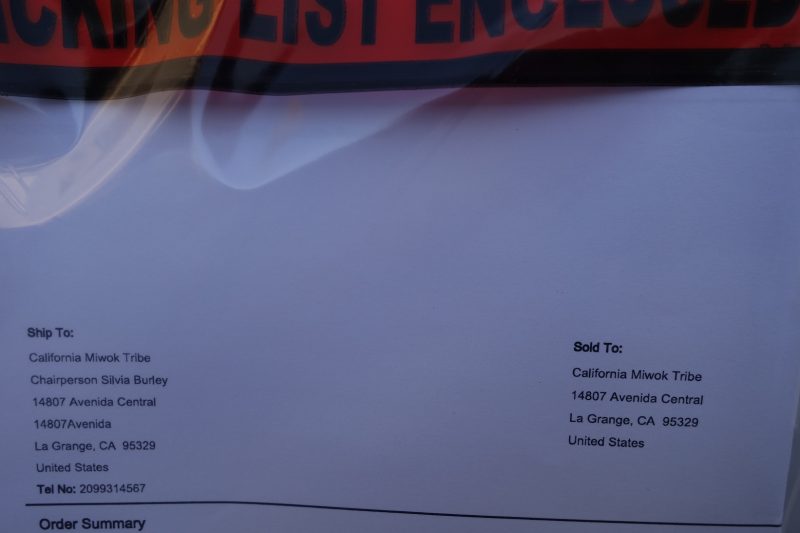 PACKING LIST ENCLOSED
Ship To:
California Miwok Tribe
Chairperson Silvia Burley
14807 Avenida Central
14807Avenida
La Grange, CA 95329
United States
Tel No: 2099314567
Sold To:
California Miwok Tribe
14807 Avenida Central
La Grange, CA 95329
United States
Order Summary